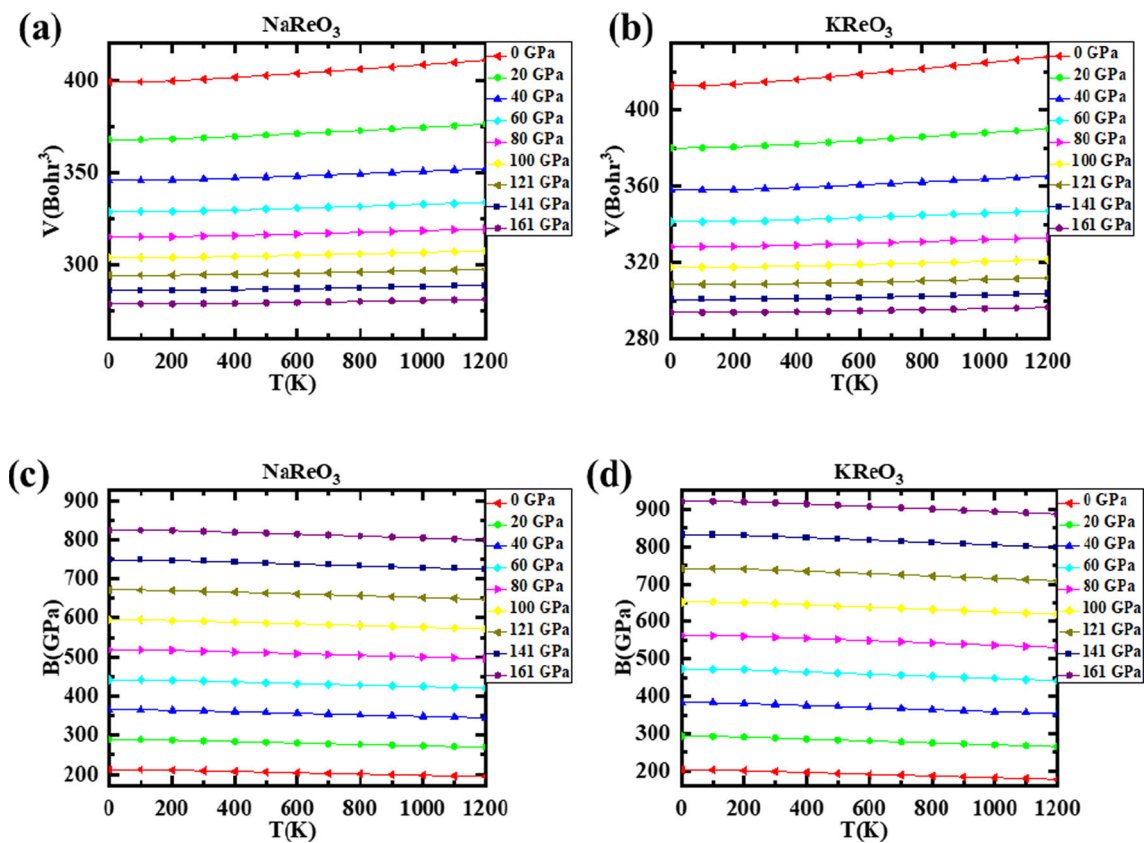 (a)
NaReO3
V(Bohr³)
400
350
300
0 200 400 600 800 1000 1200
T(K)
0 GPa
20 GPa
40 GPa
60 GPa
80 GPa
100 GPa
121 GPa
141 GPa
161 GPa
(b)
KReO3
V(Bohr³)
400
360
320
280
0 200 400 600 800 1000 1200
T(K)
0 GPa
20 GPa
40 GPa
60 GPa
80 GPa
100 GPa
121 GPa
141 GPa
161 GPa
(c)
NaReO3
B(GPa)
900
800
700
600
500
400
300
200
0 200 400 600 800 1000 1200
T(K)
0 GPa
20 GPa
40 GPa
60 GPa
80 GPa
100 GPa
121 GPa
141 GPa
161 GPa
(d)
KReO3
B(GPa)
900
800
700
600
500
400
300
200
0 200 400 600 800 1000 1200
T(K)
0 GPa
20 GPa
40 GPa
60 GPa
80 GPa
100 GPa
121 GPa
141 GPa
161 GPa